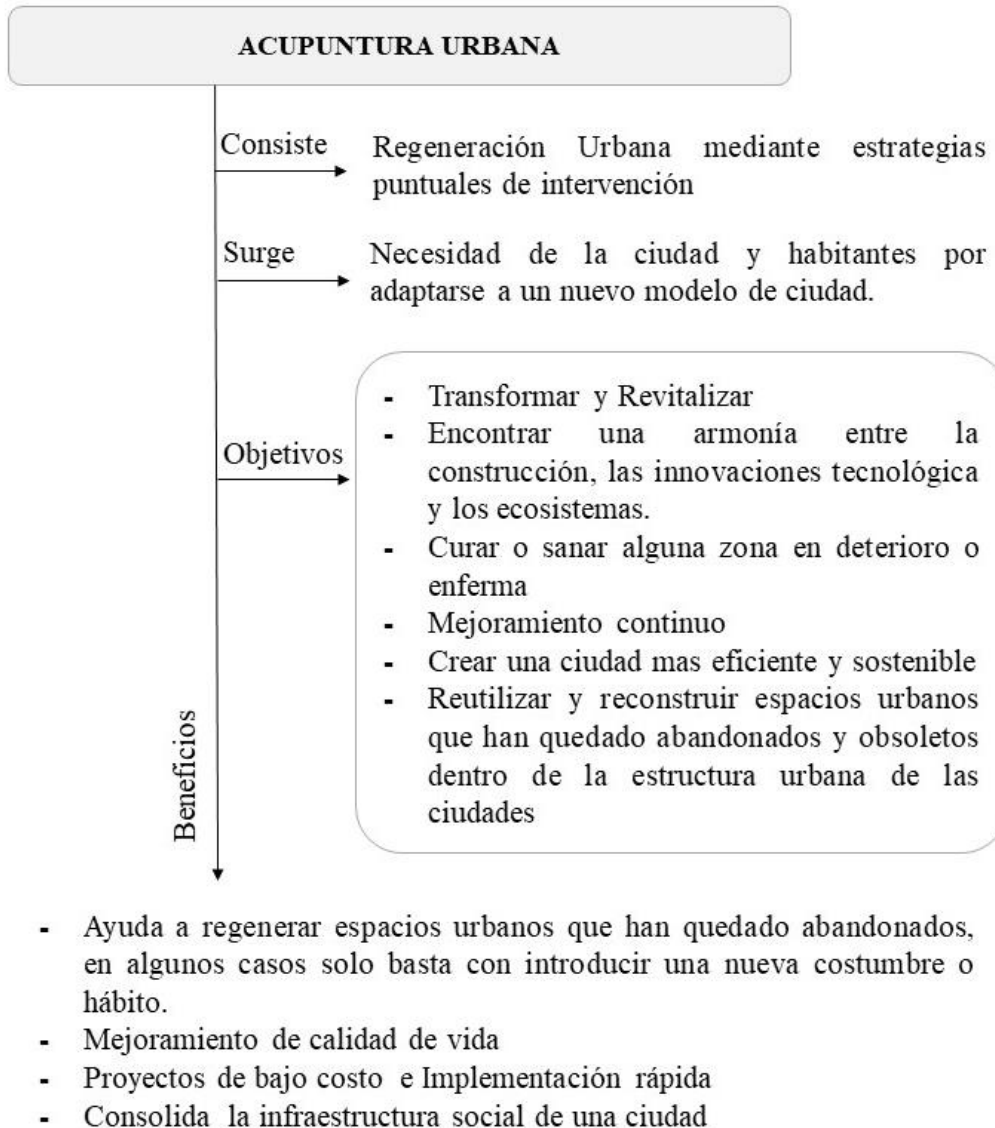 ACUPUNTURA URBANA
Consiste
Regeneración Urbana mediante estrategias
puntuales de intervención
Surge
Necesidad de la ciudad y habitantes por
adaptarse a un nuevo modelo de ciudad.
Objetivos
- Transformar y Revitalizar
- Encontrar una armonía entre la
construcción, las innovaciones tecnológica
y los ecosistemas.
- Curar o sanar alguna zona en deterioro o
enferma
- Mejoramiento continuo
- Crear una ciudad mas eficiente y sostenible
- Reutilizar y reconstruir espacios urbanos
que han quedado abandonados y obsoletos
dentro de la estructura urbana de las
ciudades
Beneficios
- Ayuda a regenerar espacios urbanos que han quedado abandonados,
en algunos casos solo basta con introducir una nueva costumbre o
hábito.
- Mejoramiento de calidad de vida
- Proyectos de bajo costo e Implementación rápida
- Consolida la infraestructura social de una ciudad